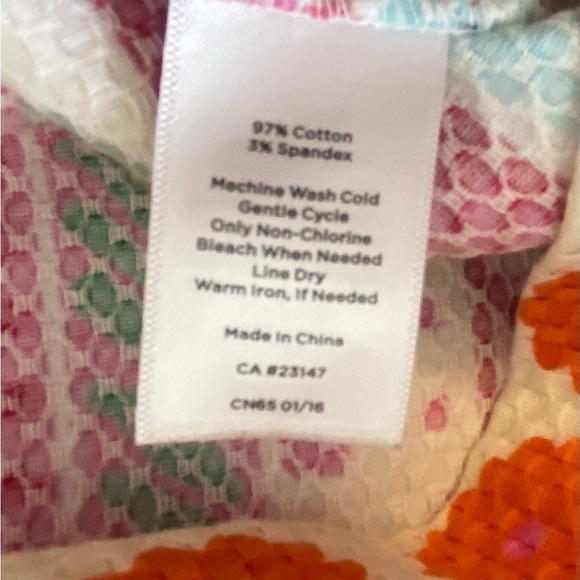 97% Cotton
3% Spandex
Machine Wash Cold
Gentle Cycle
Only Non-Chlorine
Bleach When Needed
Line Dry
Warm Iron, If Needed
Made In China
CA #23147
CN65 01/16